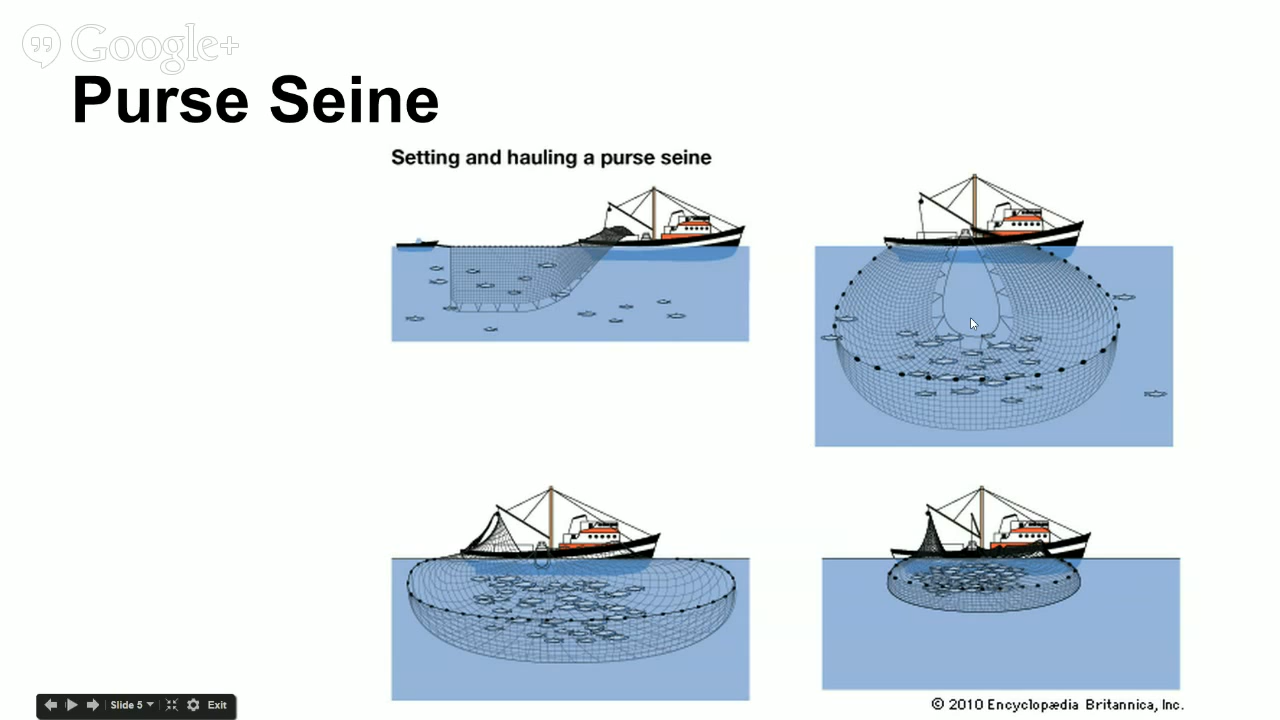 Google+
Purse Seine
Setting and hauling a purse seine
Slide 5
Exit
© 2010 Encyclopædia Britannica, Inc.